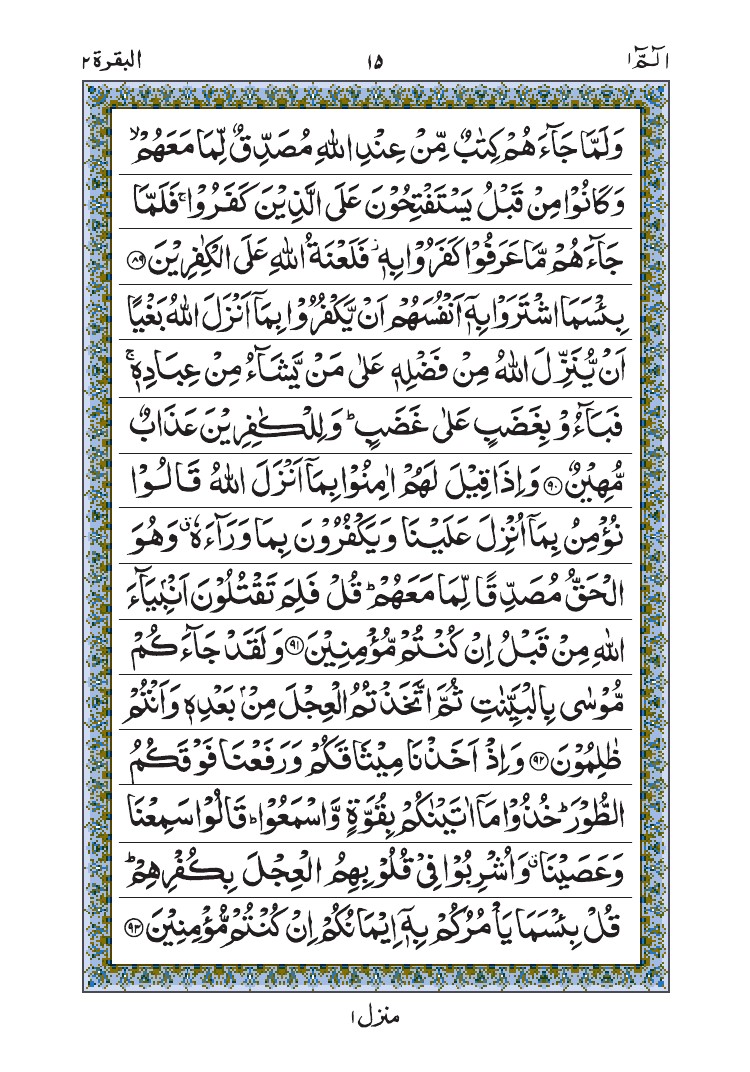 الٓـمّٓ ١ ١٥ البقرة ٢
وَلَمَّا جَآءَهُمْ كِتٰبٌ مِّنْ عِنْدِ اللّٰهِ مُصَدِّقٌ لِّمَا مَعَهُمْ ۙ
وَكَانُوْا مِنْ قَبْلُ يَسْتَفْتِحُوْنَ عَلَى الَّذِيْنَ كَفَرُوْا ۚ فَلَمَّا
جَآءَهُمْ مَّا عَرَفُوْا كَفَرُوْا بِهٖ ۡ فَلَعْنَةُ اللّٰهِ عَلَى الْكٰفِرِيْنَ ﴿٨٩﴾
بِئْسَمَا اشْتَرَوْا بِهٖٓ اَنْفُسَهُمْ اَنْ يَّكْفُرُوْا بِمَآ اَنْزَلَ اللّٰهُ بَغْيًا
اَنْ يُّنَزِّلَ اللّٰهُ مِنْ فَضْلِهٖ عَلٰى مَنْ يَّشَآءُ مِنْ عِبَادِهٖ ۚ
فَبَآءُوْ بِغَضَبٍ عَلٰى غَضَبٍ ؕ وَلِلْكٰفِرِيْنَ عَذَابٌ
مُّهِيْنٌ ﴿٩٠﴾ وَاِذَا قِيْلَ لَهُمْ اٰمِنُوْا بِمَآ اَنْزَلَ اللّٰهُ قَالُوْا
نُؤْمِنُ بِمَآ اُنْزِلَ عَلَيْنَا وَيَكْفُرُوْنَ بِمَا وَرَآءَهٗ ۗ وَهُوَ
الْحَقُّ مُصَدِّقًا لِّمَا مَعَهُمْ ؕ قُلْ فَلِمَ تَقْتُلُوْنَ اَنْۢبِيَآءَ
اللّٰهِ مِنْ قَبْلُ اِنْ كُنْتُمْ مُّؤْمِنِيْنَ ﴿٩١﴾ وَلَقَدْ جَآءَكُمْ
مُّوْسٰى بِالْبَيِّنٰتِ ثُمَّ اتَّخَذْتُمُ الْعِجْلَ مِنْۢ بَعْدِهٖ وَاَنْتُمْ
ظٰلِمُوْنَ ﴿٩٢﴾ وَاِذْ اَخَذْنَا مِيْثَاقَكُمْ وَرَفَعْنَا فَوْقَكُمُ
الطُّوْرَ ؕ خُذُوْا مَآ اٰتَيْنٰكُمْ بِقُوَّةٍ وَّاسْمَعُوْا ؕ قَالُوْا سَمِعْنَا
وَعَصَيْنَا ۗ وَاُشْرِبُوْا فِيْ قُلُوْبِهِمُ الْعِجْلَ بِكُفْرِهِمْ ؕ
قُلْ بِئْسَمَا يَاْمُرُكُمْ بِهٖٓ اِيْمَانُكُمْ اِنْ كُنْتُمْ مُّؤْمِنِيْنَ ﴿٩٣﴾
منزل ١